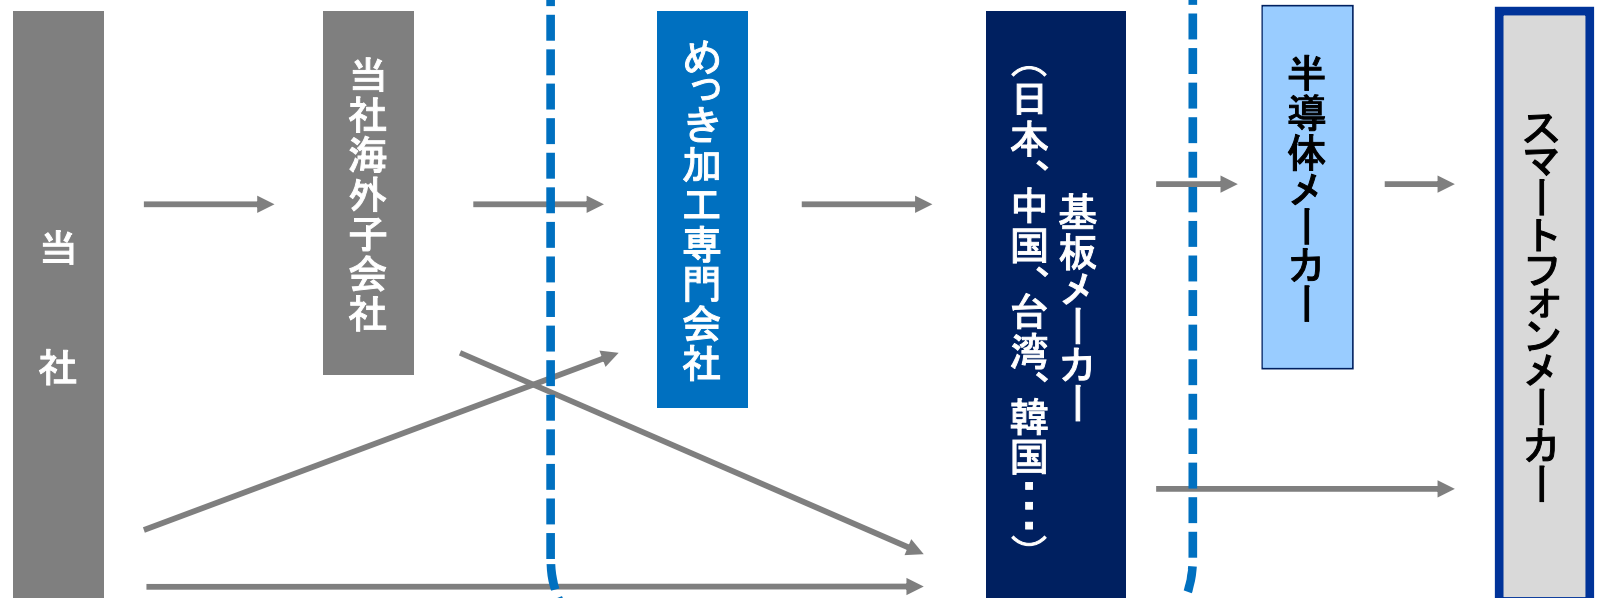 当社
当社海外子会社
めっき加工専門会社
基板メーカー
（日本、中国、台湾、韓国・・・）
半導体メーカー
スマートフォンメーカー